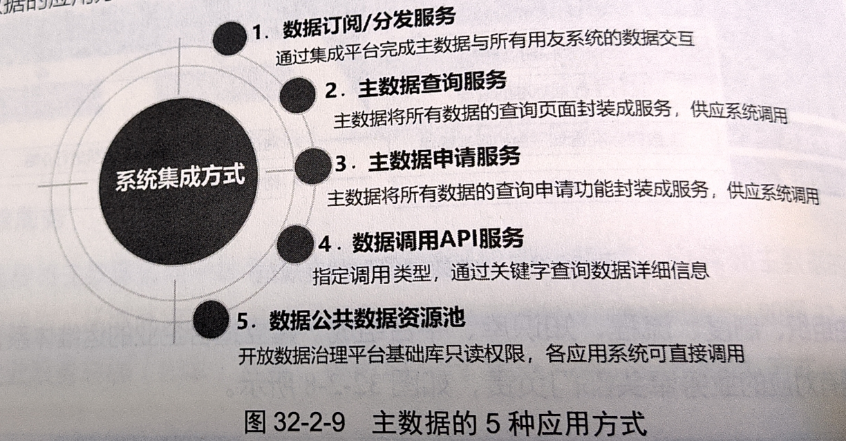 数据的应用
1. 数据订阅/分发服务
通过集成平台完成主数据与所有用友系统的数据交互
2. 主数据查询服务
主数据将所有数据的查询页面封装成服务，供应系统调用
系统集成方式
3. 主数据申请服务
主数据将所有数据的查询申请功能封装成服务，供应系统调用
4. 数据调用API服务
指定调用类型，通过关键字查询数据详细信息
5. 数据公共数据资源池
开放数据治理平台基础库只读权限，各应用系统可直接调用
图 32-2-9 主数据的 5 种应用方式